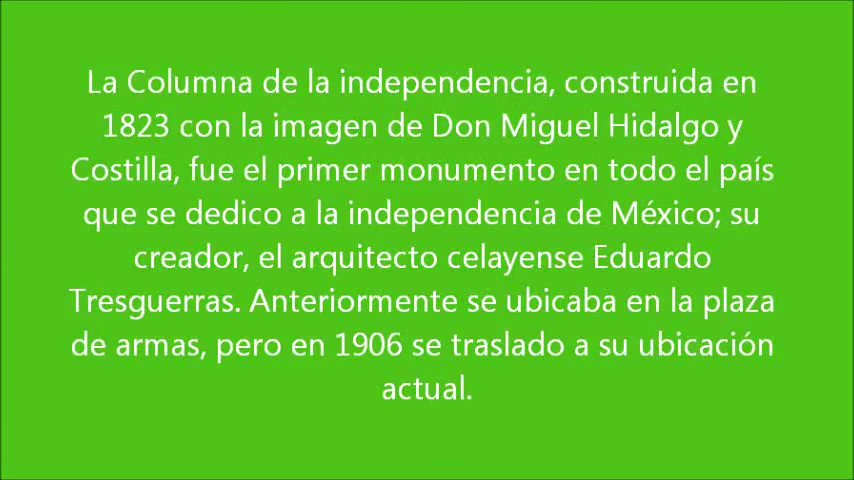 La Columna de la independencia, construida en
1823 con la imagen de Don Miguel Hidalgo y
Costilla, fue el primer monumento en todo el país
que se dedico a la independencia de México; su
creador, el arquitecto celayense Eduardo
Tresguerras. Anteriormente se ubicaba en la plaza
de armas, pero en 1906 se traslado a su ubicación
actual.